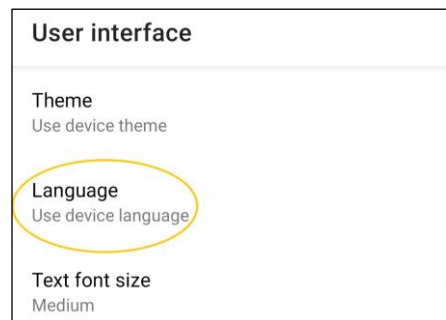 User interface
Theme
Use device theme
Language
Use device language
Text font size
Medium